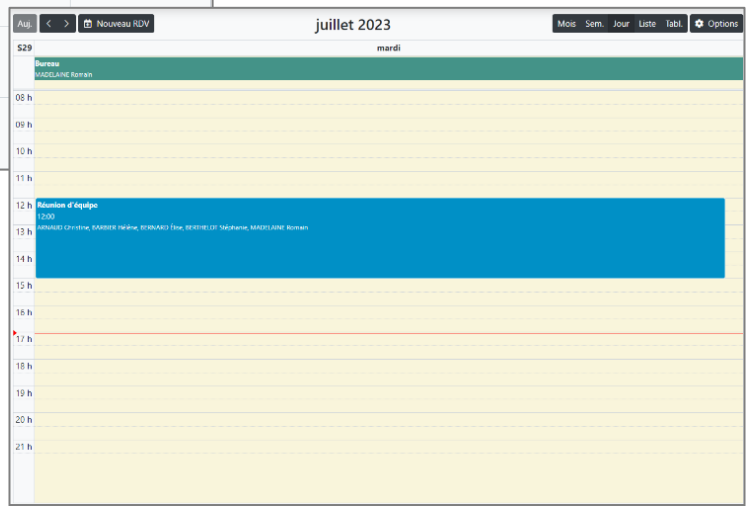 Auj. < > Nouveau RDV juillet 2023 Mois Sem. Jour Liste Tabl. Options
S29 mardi
Bureau
MADELAINE Romain
08 h
09 h
10 h
11 h
12 h Réunion d'équipe
12:00
13 h ARNAUD Christine, BARBIER Hélène, BERNARD Élise, BERTHELOT Stéphanie, MADELAINE Romain
14 h
15 h
16 h
17 h
18 h
19 h
20 h
21 h